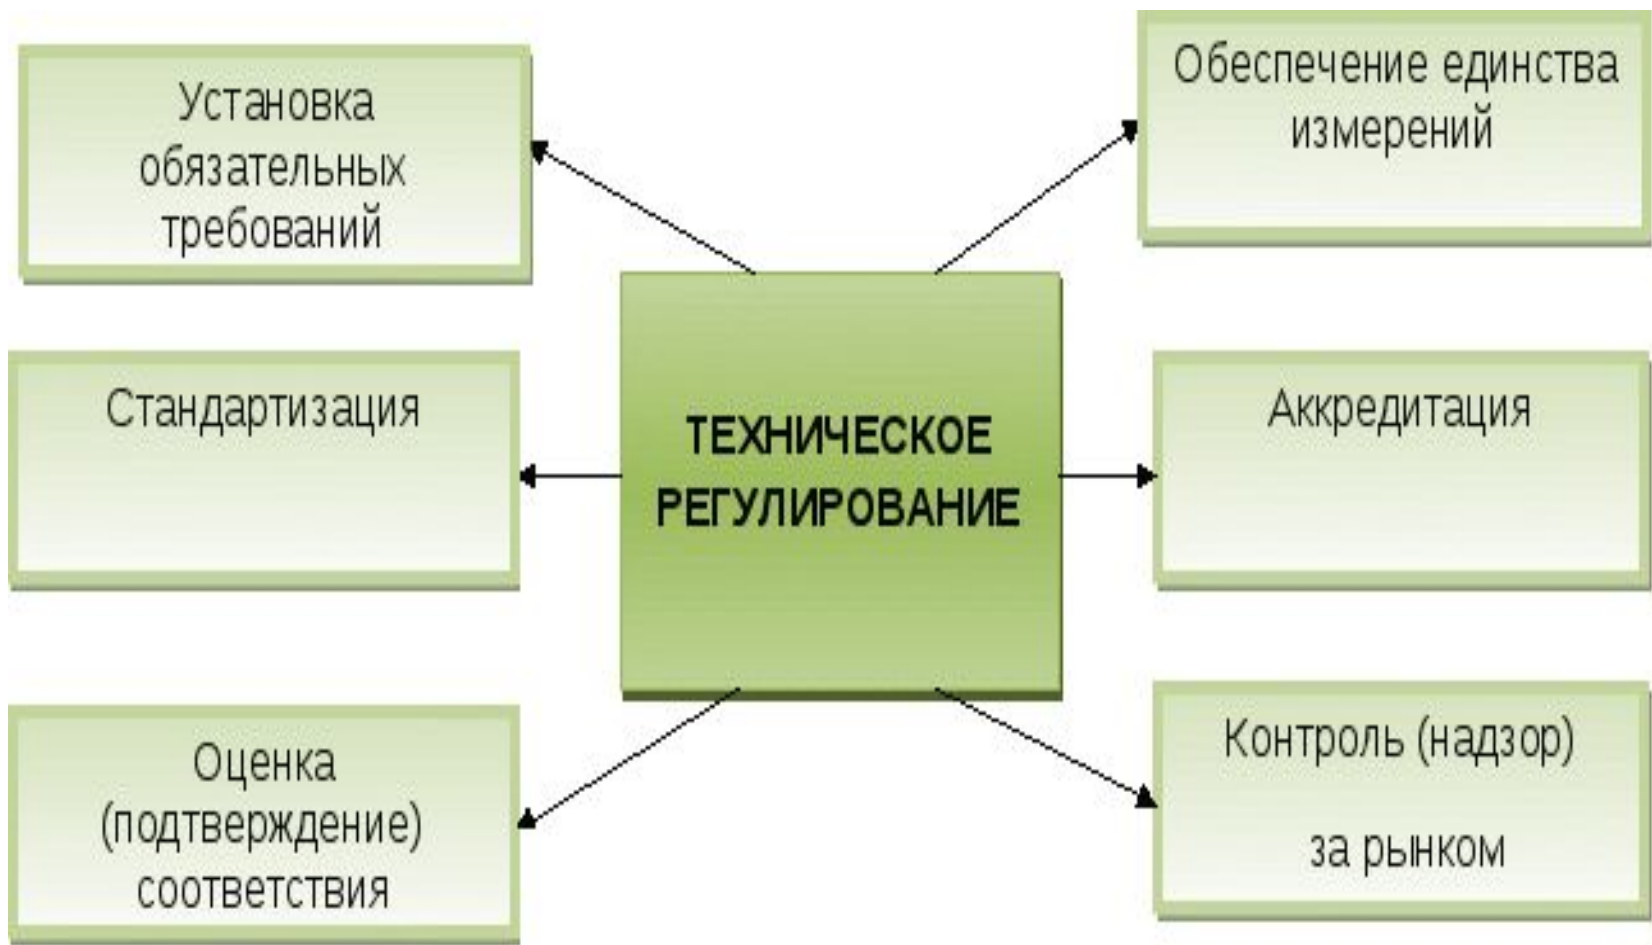 Установка
обязательных
требований
Обеспечение единства
измерений
Стандартизация
ТЕХНИЧЕСКОЕ
РЕГУЛИРОВАНИЕ
Аккредитация
Оценка
(подтверждение)
соответствия
Контроль (надзор)
за рынком